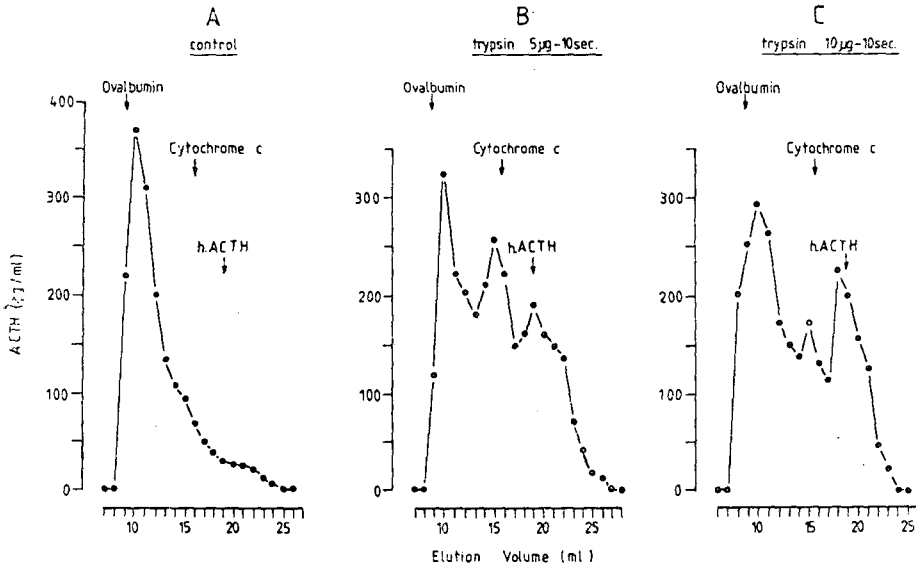 A
control
Ovalbumin
Cytochrome c
h.ACTH
400
300
200
100
0
10
15
20
25
B
trypsin 5µg-10sec.
Ovalbumin
Cytochrome c
h.ACTH
300
200
100
0
10
15
20
25
C
trypsin 10µg-10sec.
Ovalbumin
Cytochrome c
h.ACTH
300
200
100
0
10
15
20
25
ACTH g/ml)
Elution Volume (ml)